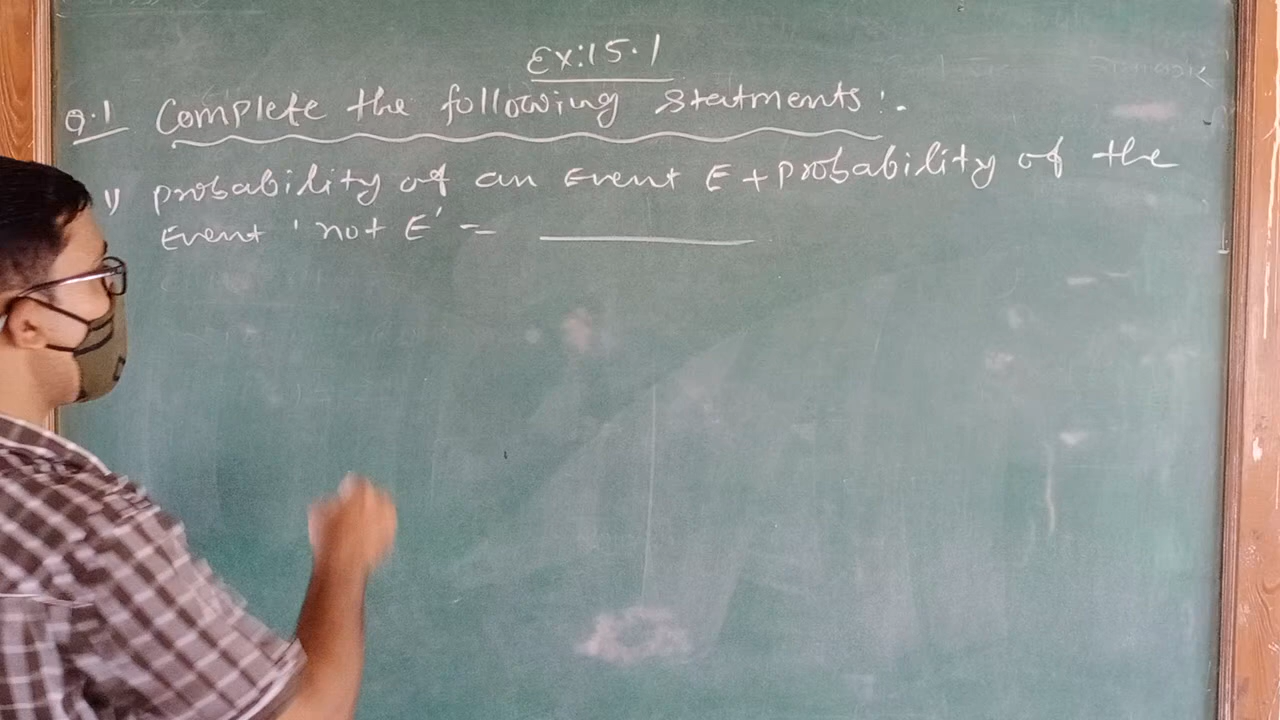 Ex:15.1
Q.1 Complete the following statments:-
1) probability of an Event E + probability of the
Event 'not E' = ________